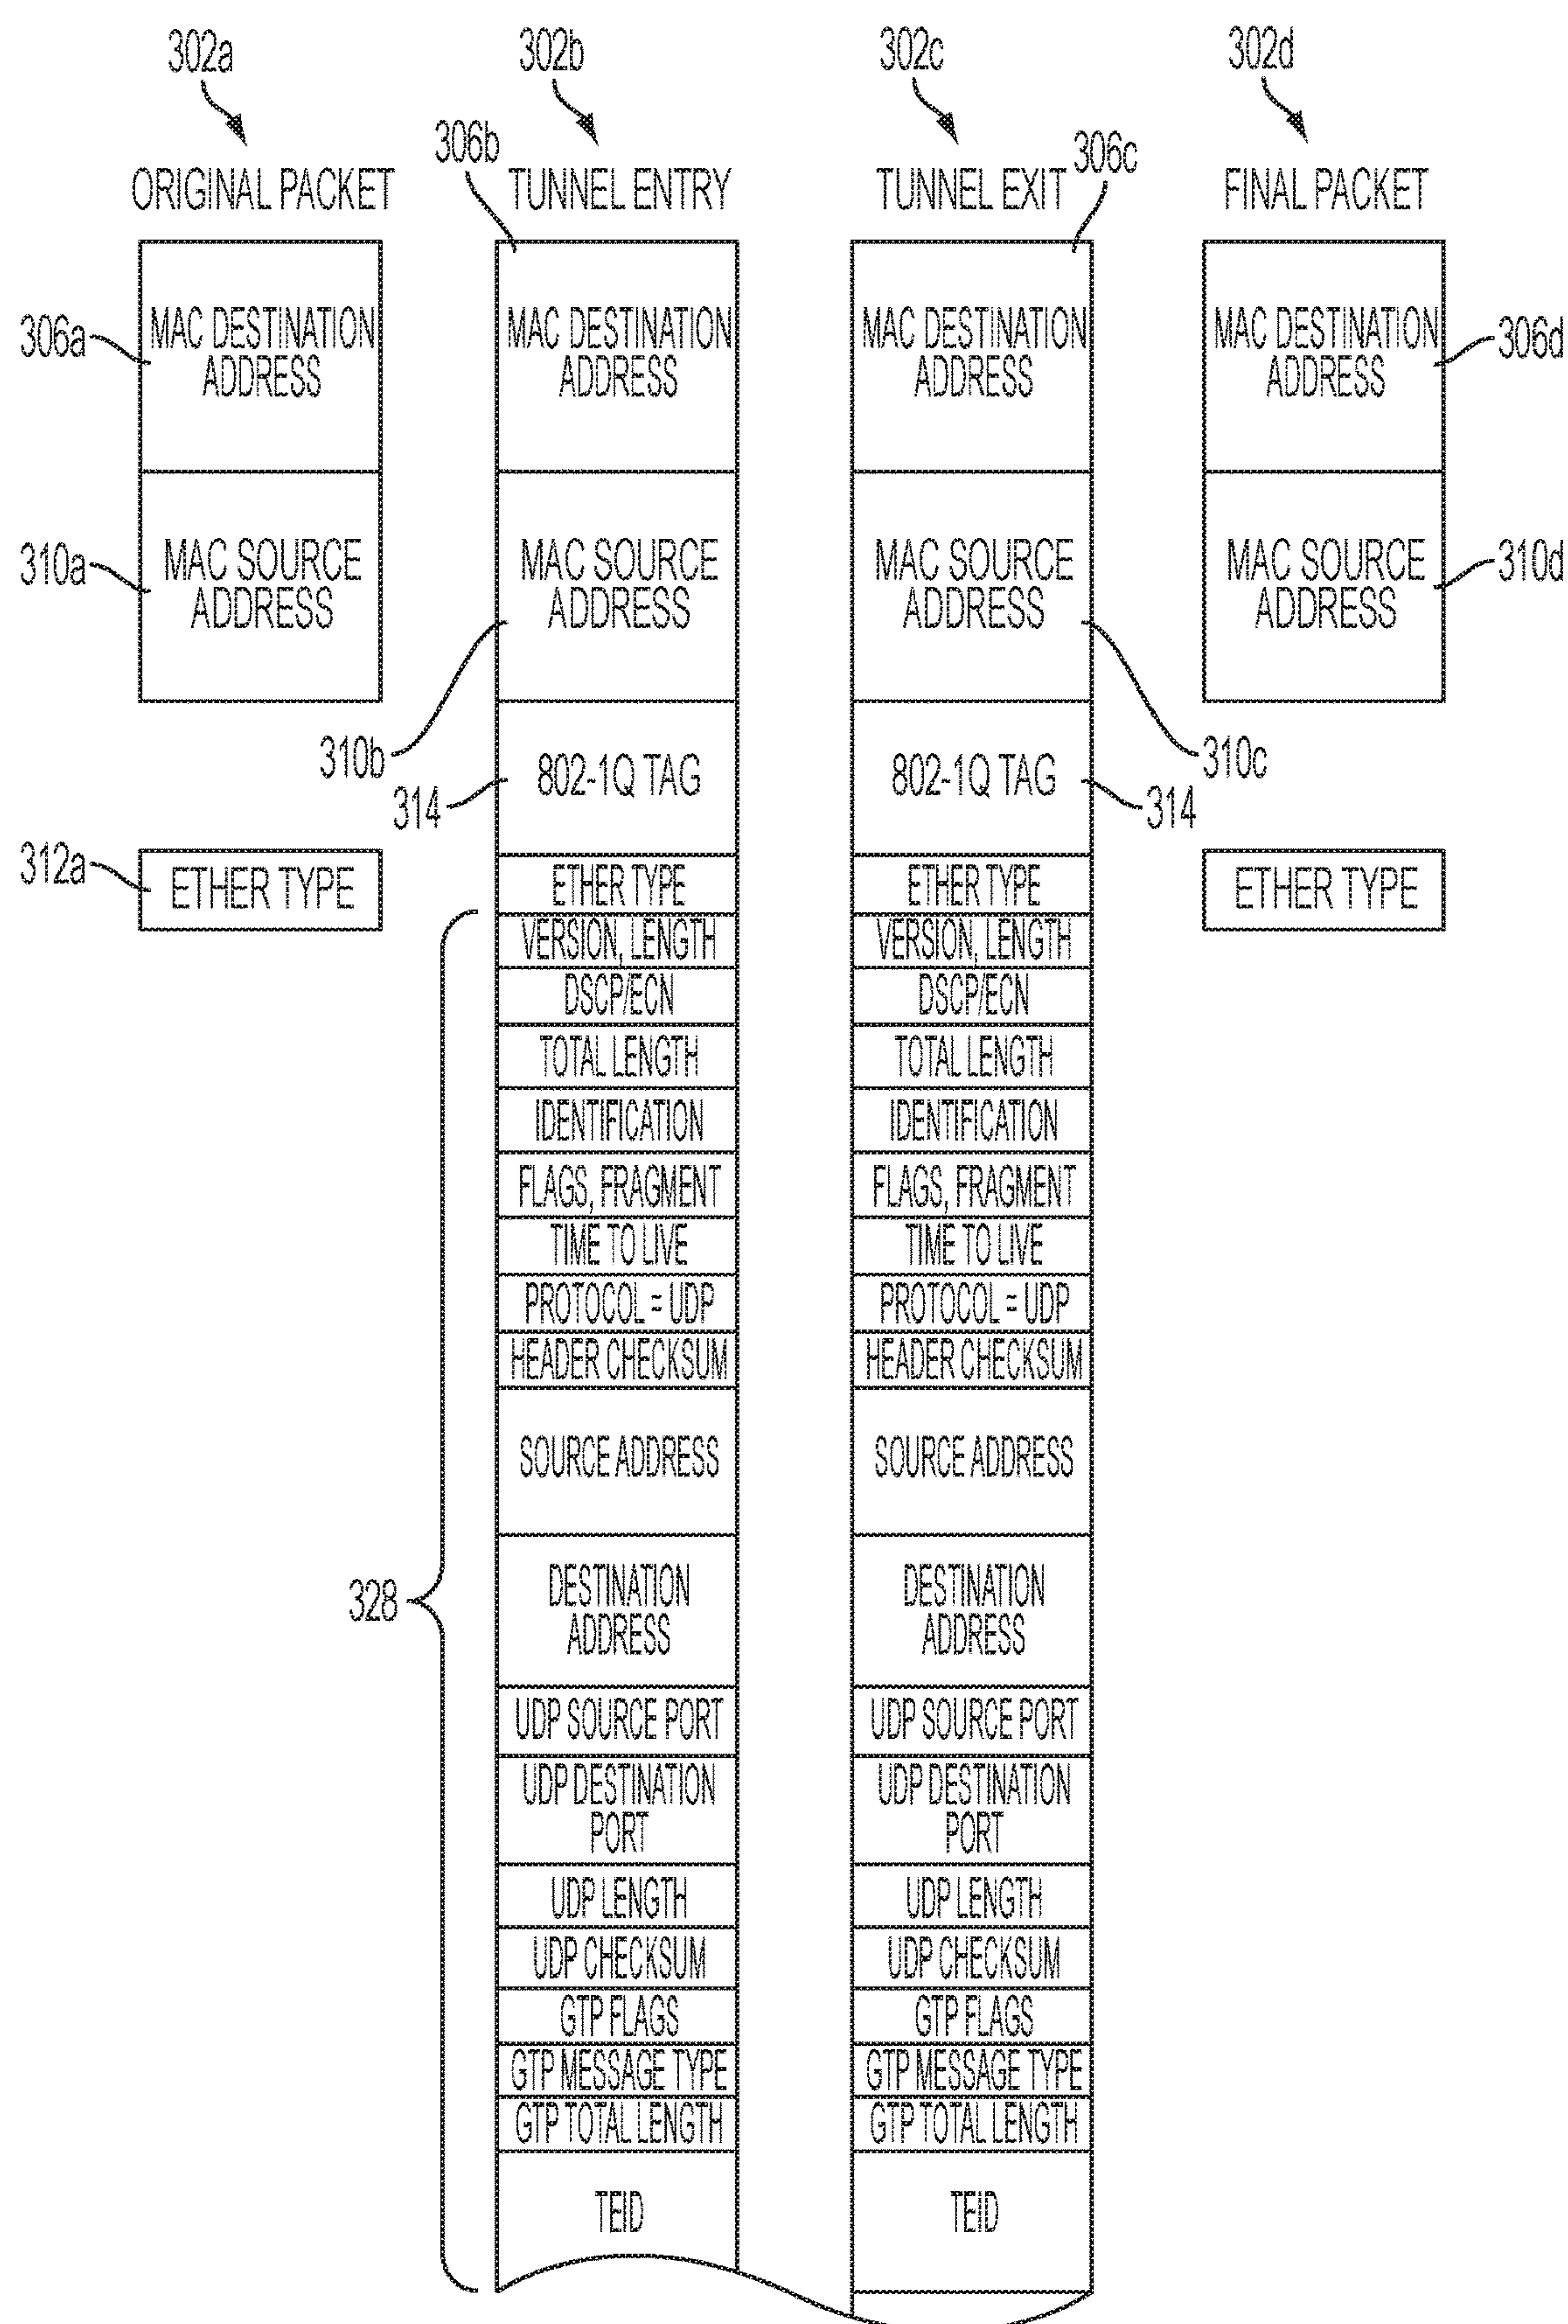 302a
302b
302c
302d
306b
306c
ORIGINAL PACKET
TUNNEL ENTRY
TUNNEL EXIT
FINAL PACKET
306a
MAC DESTINATION
ADDRESS
310a
MAC SOURCE
ADDRESS
312a
ETHER TYPE
MAC DESTINATION
ADDRESS
MAC SOURCE
ADDRESS
310b
802-1Q TAG
314
ETHER TYPE
VERSION, LENGTH
DSCP/ECN
TOTAL LENGTH
IDENTIFICATION
FLAGS, FRAGMENT
TIME TO LIVE
PROTOCOL = UDP
HEADER CHECKSUM
SOURCE ADDRESS
DESTINATION
ADDRESS
328
UDP SOURCE PORT
UDP DESTINATION
PORT
UDP LENGTH
UDP CHECKSUM
GTP FLAGS
GTP MESSAGE TYPE
GTP TOTAL LENGTH
TEID
MAC DESTINATION
ADDRESS
MAC SOURCE
ADDRESS
310c
802-1Q TAG
314
ETHER TYPE
VERSION, LENGTH
DSCP/ECN
TOTAL LENGTH
IDENTIFICATION
FLAGS, FRAGMENT
TIME TO LIVE
PROTOCOL = UDP
HEADER CHECKSUM
SOURCE ADDRESS
DESTINATION
ADDRESS
UDP SOURCE PORT
UDP DESTINATION
PORT
UDP LENGTH
UDP CHECKSUM
GTP FLAGS
GTP MESSAGE TYPE
GTP TOTAL LENGTH
TEID
MAC DESTINATION
ADDRESS
306d
MAC SOURCE
ADDRESS
310d
ETHER TYPE